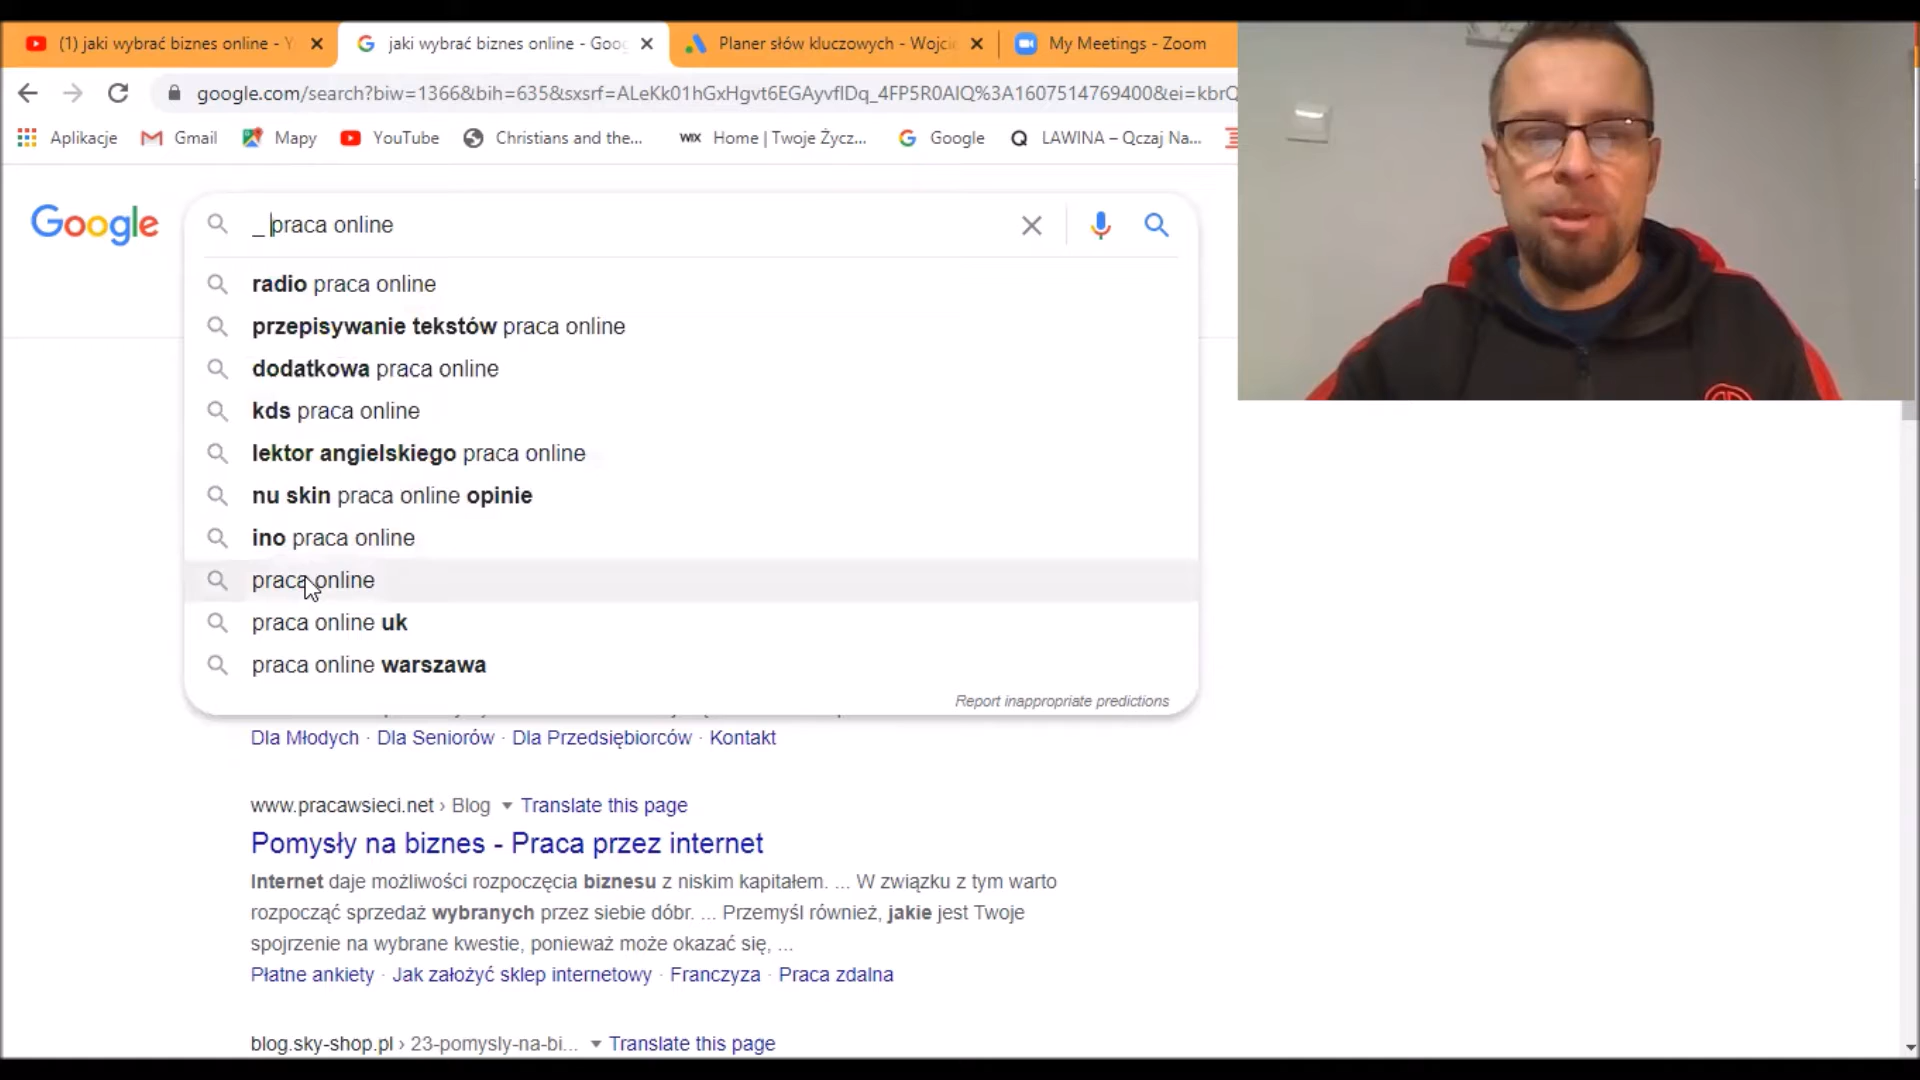 (1) jaki wybrać biznes online - Y
jaki wybrać biznes online - Goog
Planer słów kluczowych - Wojci
My Meetings - Zoom
google.com/search?biw=1366&bih=635&sxsrf=ALeKk01hGxHgvt6EGAyvflDq_4FP5R0AlQ%3A1607514769400&ei=kbrQ
Aplikacje
Gmail
Mapy
YouTube
Christians and the...
WIX
Home | Twoje Życz...
Google
LAWINA – Qczaj Na...
Google
_ praca online
radio praca online
przepisywanie tekstów praca online
dodatkowa praca online
kds praca online
lektor angielskiego praca online
nu skin praca online opinie
ino praca online
praca online
praca online uk
praca online warszawa
Report inappropriate predictions
Dla Młodych · Dla Seniorów · Dla Przedsiębiorców · Kontakt
www.pracawsieci.net › Blog ▾ Translate this page
Pomysły na biznes - Praca przez internet
Internet daje możliwości rozpoczęcia biznesu z niskim kapitałem. ... W związku z tym warto
rozpocząć sprzedaż wybranych przez siebie dóbr. ... Przemyśl również, jakie jest Twoje
spojrzenie na wybrane kwestie, ponieważ może okazać się, ...
Płatne ankiety · Jak założyć sklep internetowy · Franczyza · Praca zdalna
blog.sky-shop.pl › 23-pomysly-na-bi... ▾ Translate this page